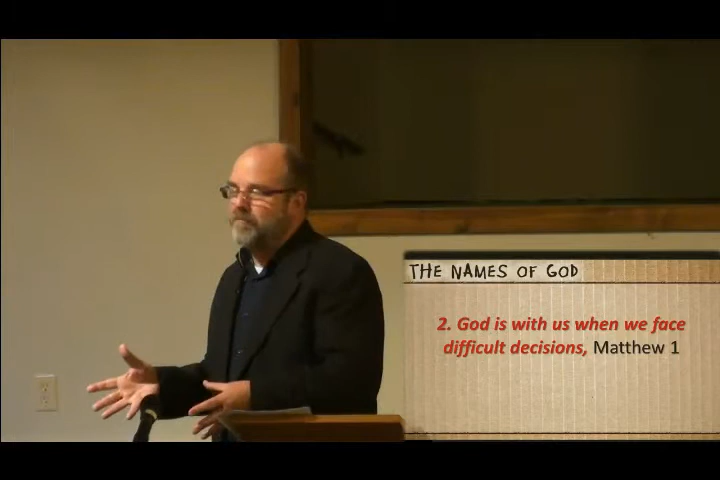 THE NAMES OF GOD
2. God is with us when we face
difficult decisions, Matthew 1